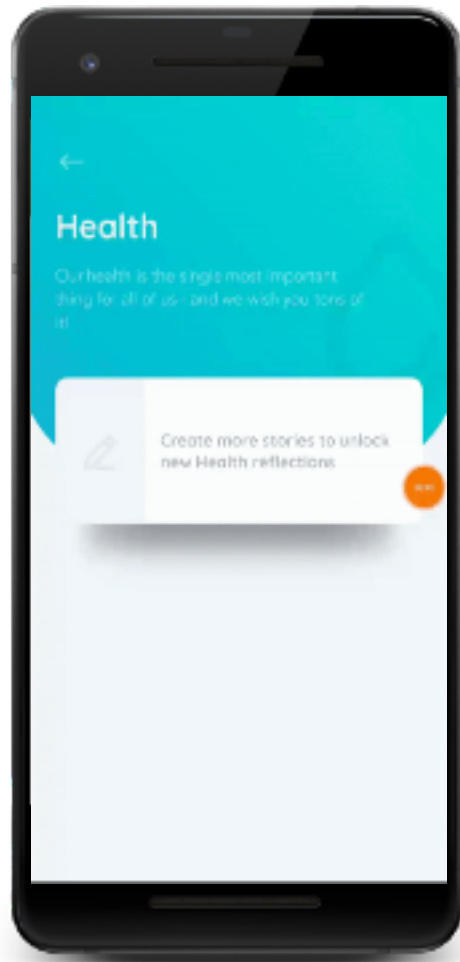 Health
Our health is the single most important
thing for all of us - and we wish you tons of
it!
Create more stories to unlock
new Health reflections